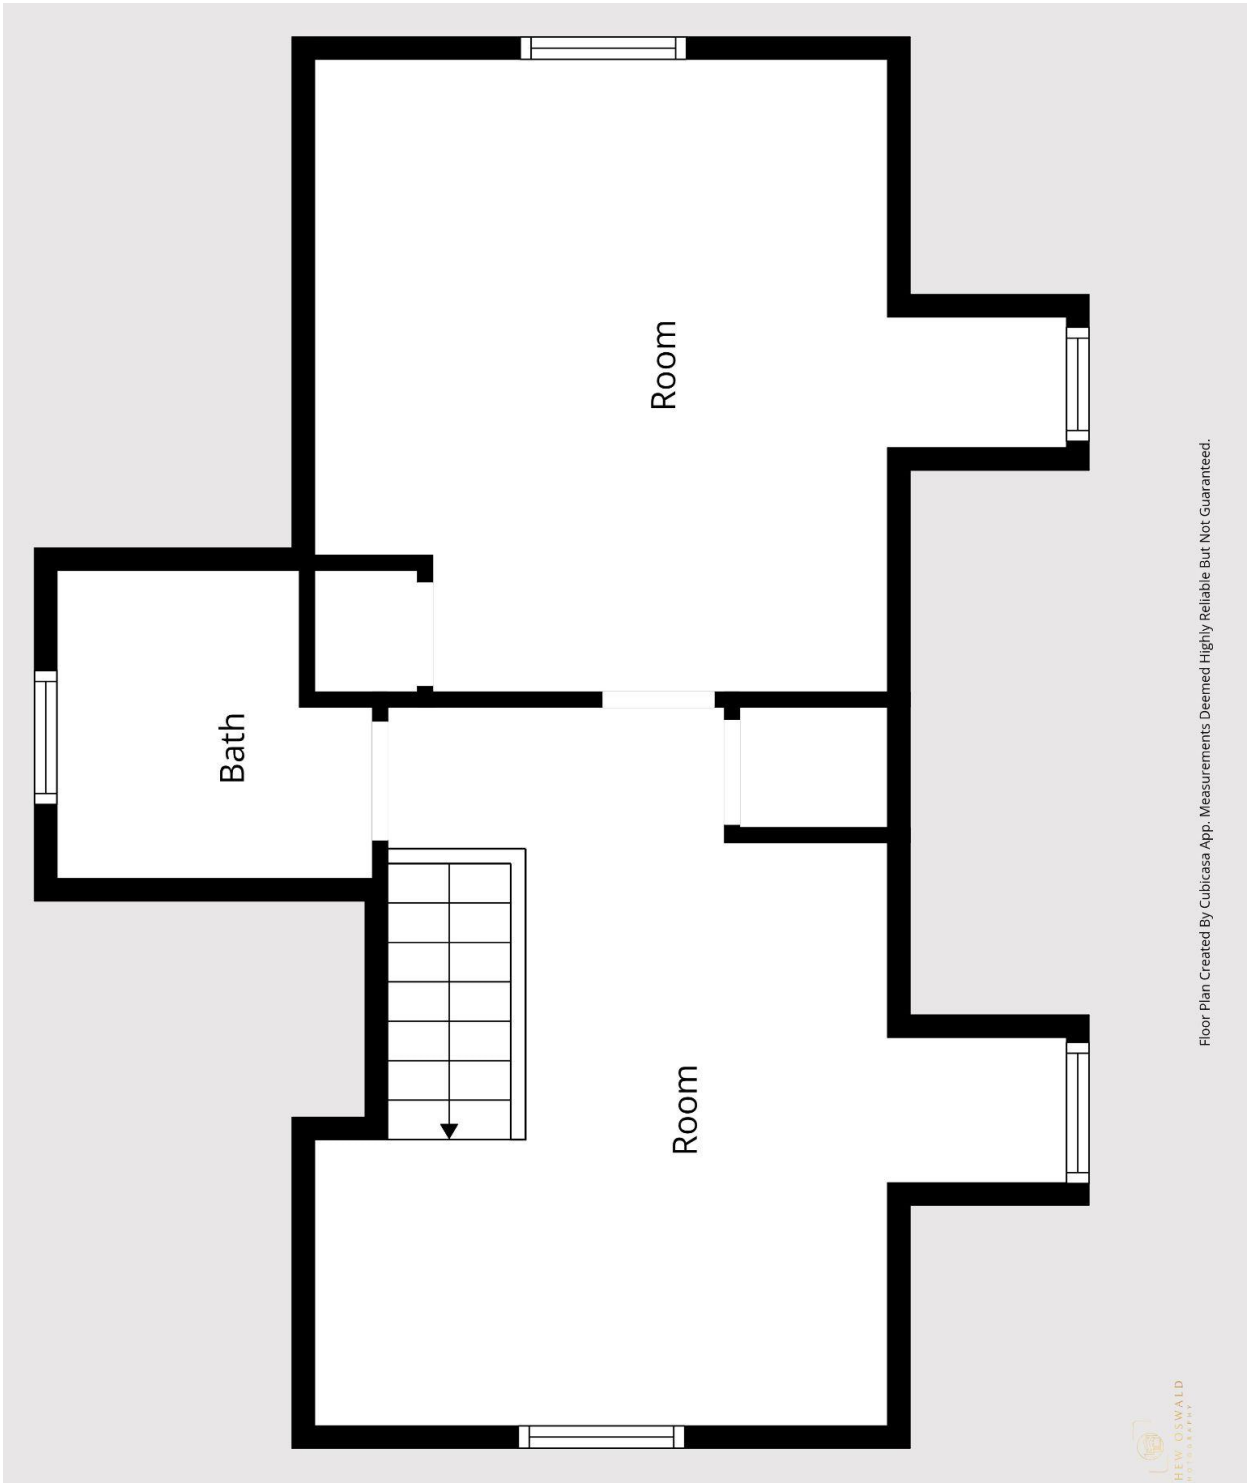 Room
Bath
Room
Floor Plan Created By Cubicasa App. Measurements Deemed Highly Reliable But Not Guaranteed.
HEW OSWALD